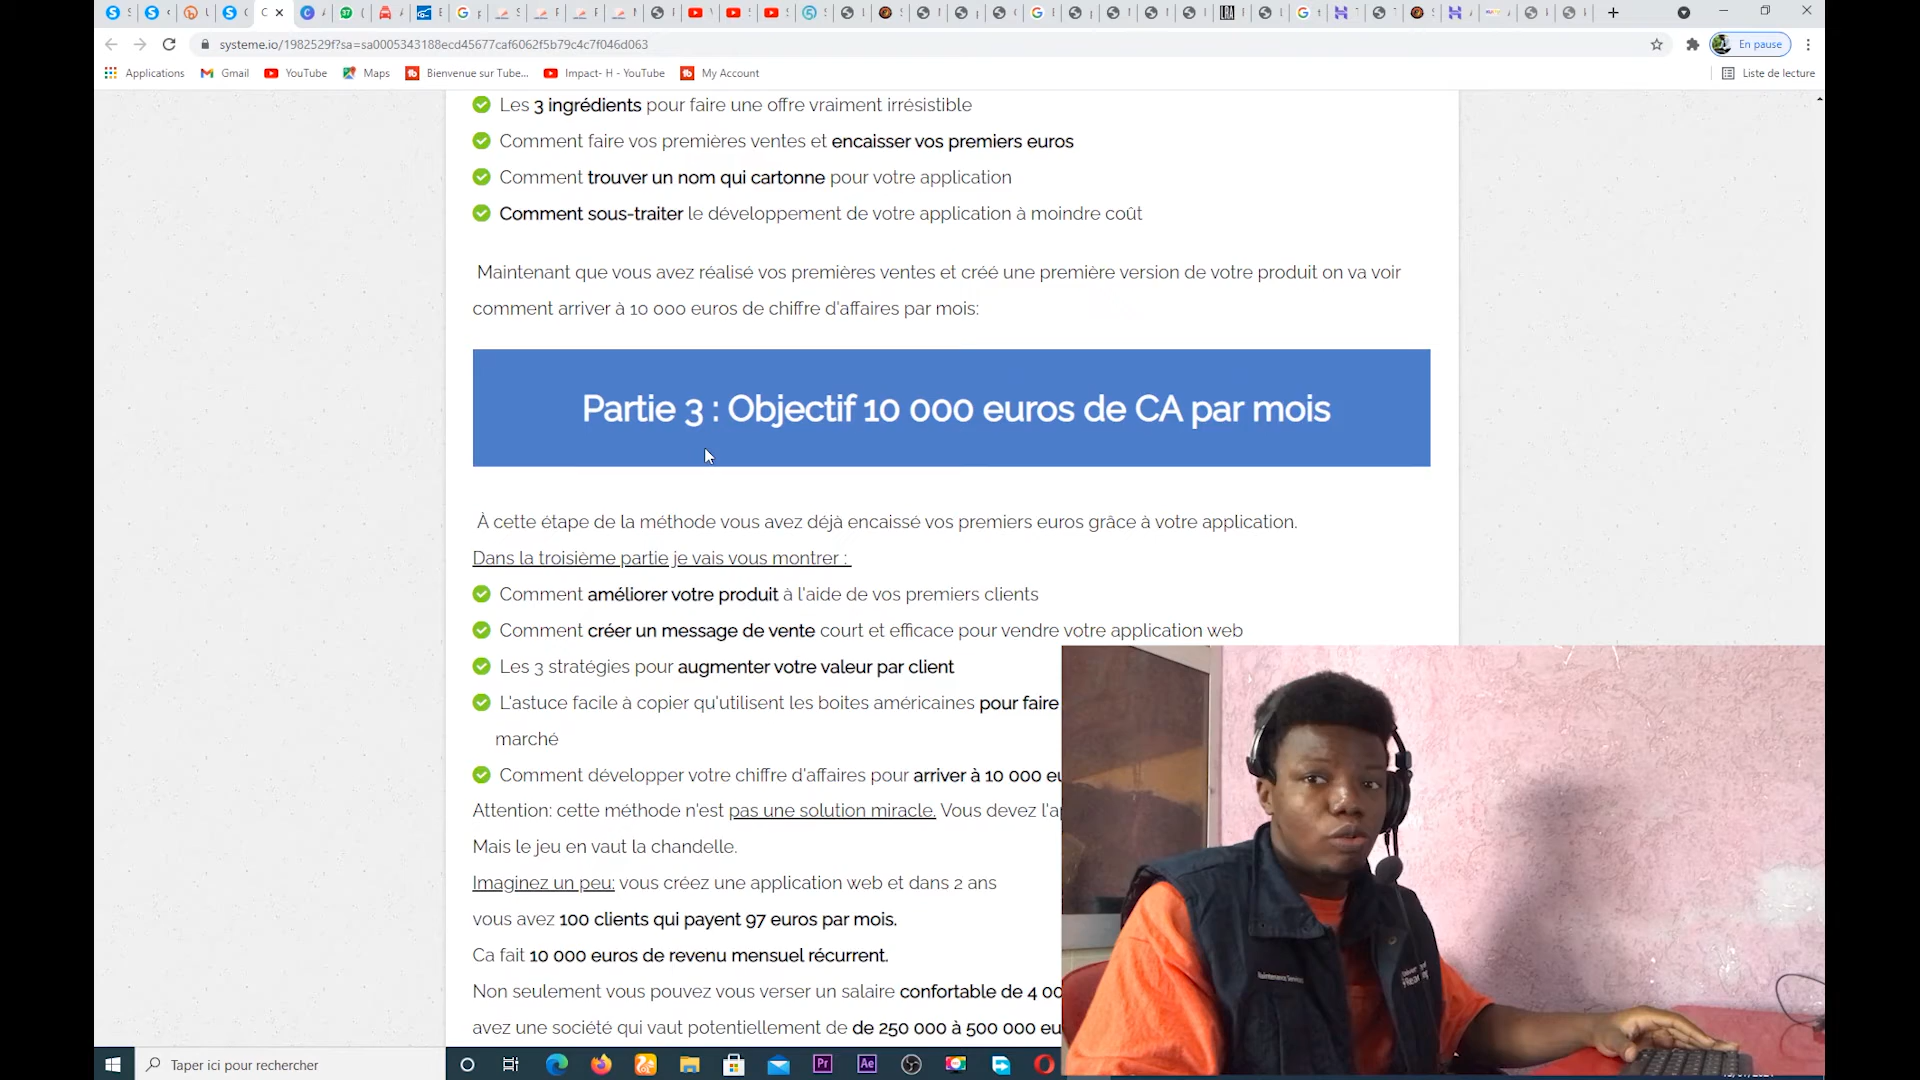 En pause
systeme.io/1982529f?sa=sa0005343188ecd45677caf6062f5b79c4c7f046d063
Applications
Gmail
YouTube
Maps
Bienvenue sur Tube...
Impact- H - YouTube
My Account
Liste de lecture
Les 3 ingrédients pour faire une offre vraiment irrésistible
Comment faire vos premières ventes et encaisser vos premiers euros
Comment trouver un nom qui cartonne pour votre application
Comment sous-traiter le développement de votre application à moindre coût
Maintenant que vous avez réalisé vos premières ventes et créé une première version de votre produit on va voir
comment arriver à 10 000 euros de chiffre d'affaires par mois:
Partie 3 : Objectif 10 000 euros de CA par mois
À cette étape de la méthode vous avez déjà encaissé vos premiers euros grâce à votre application.
Dans la troisième partie je vais vous montrer :
Comment améliorer votre produit à l'aide de vos premiers clients
Comment créer un message de vente court et efficace pour vendre votre application web
Les 3 stratégies pour augmenter votre valeur par client
L'astuce facile à copier qu'utilisent les boites américaines pour faire
marché
Comment développer votre chiffre d'affaires pour arriver à 10 000 eu
Attention: cette méthode n'est pas une solution miracle. Vous devez l'a
Mais le jeu en vaut la chandelle.
Imaginez un peu: vous créez une application web et dans 2 ans
vous avez 100 clients qui payent 97 euros par mois.
Ca fait 10 000 euros de revenu mensuel récurrent.
Non seulement vous pouvez vous verser un salaire confortable de 4 00
avez une société qui vaut potentiellement de de 250 000 à 500 000 eu
Taper ici pour rechercher
Pr
Ae